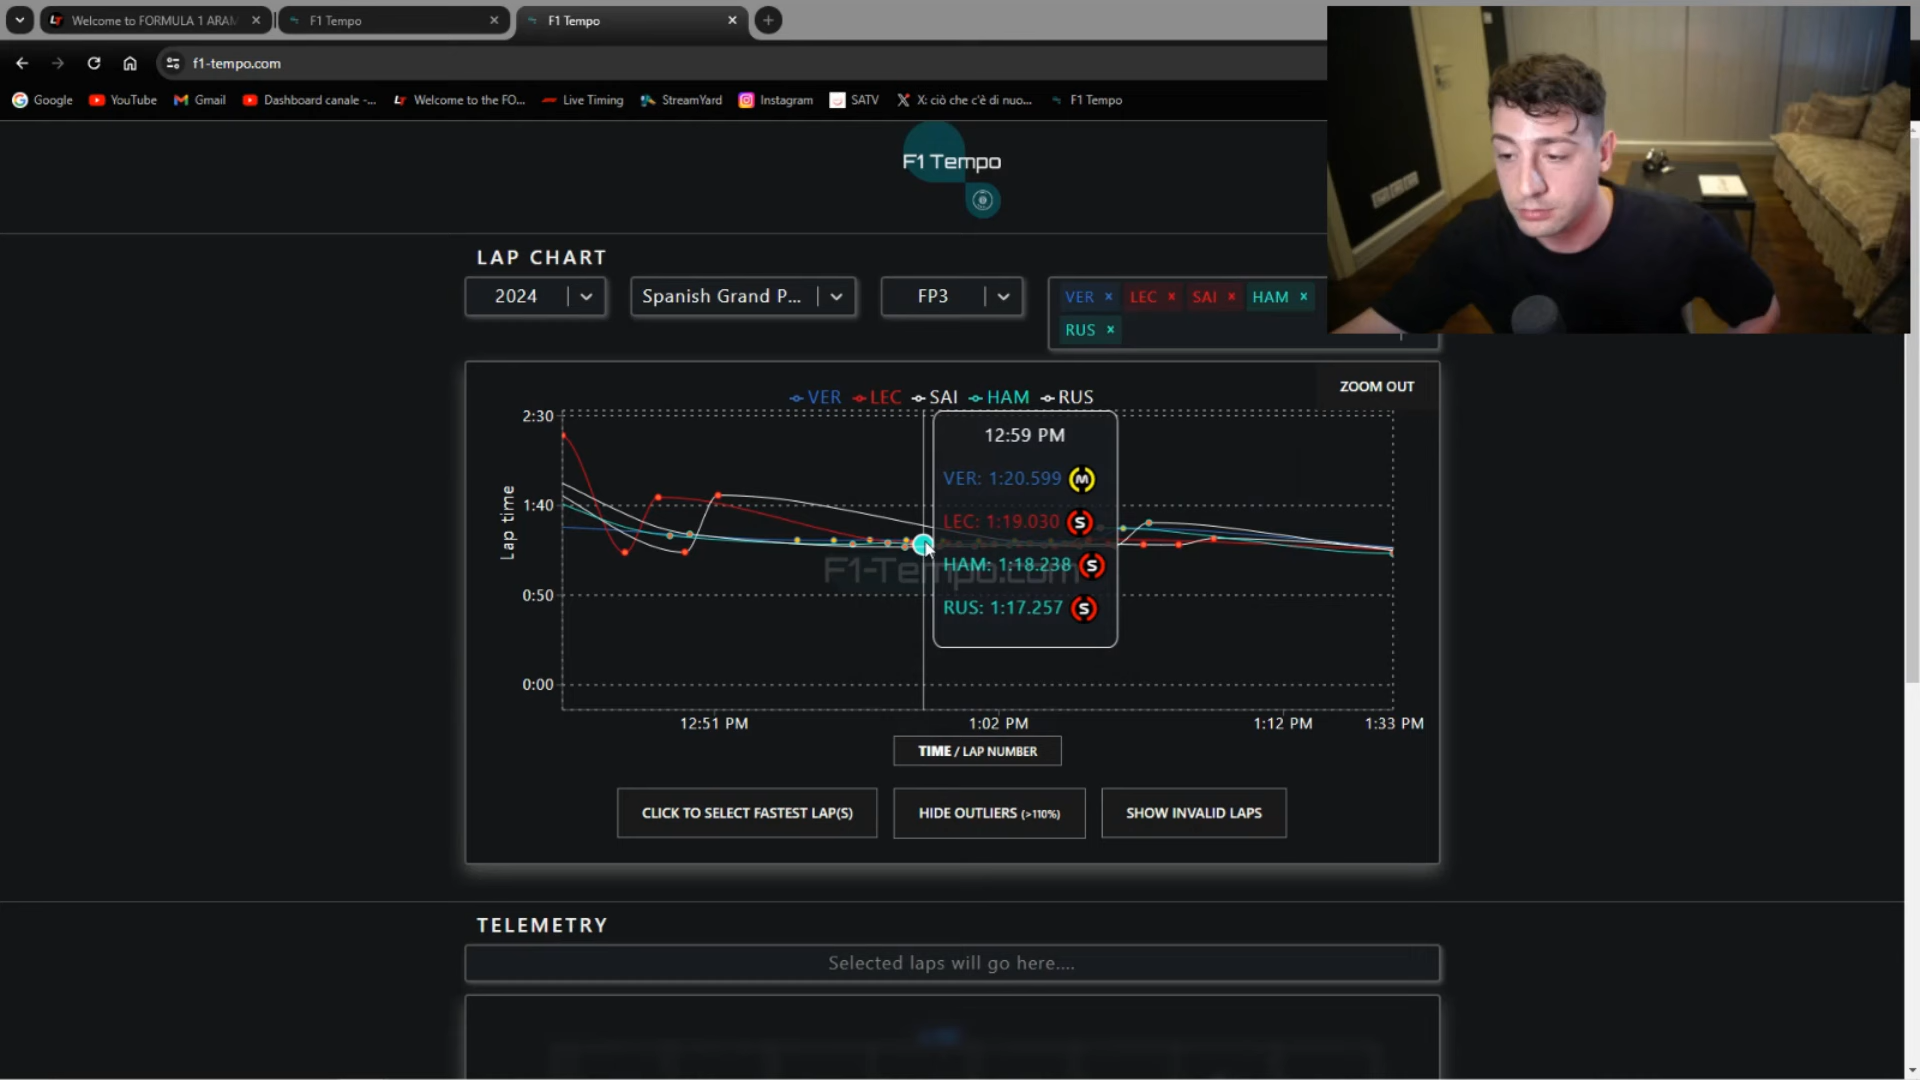 Welcome to FORMULA 1 ARAM
F1 Tempo
F1 Tempo
f1-tempo.com
Google
YouTube
Gmail
Dashboard canale -...
Welcome to the FO...
Live Timing
StreamYard
Instagram
SATV
X: ciò che c'è di nuo...
F1 Tempo
F1 Tempo
LAP CHART
2024
Spanish Grand P...
FP3
VER × LEC × SAI × HAM ×
RUS ×
ZOOM OUT
VER LEC SAI HAM RUS
2:30
1:40
0:50
0:00
Lap time
12:59 PM
VER: 1:20.599 M
LEC: 1:19.030 S
HAM: 1:18.238 S
RUS: 1:17.257 S
F1-Tempo.com
12:51 PM
1:02 PM
1:12 PM
1:33 PM
TIME / LAP NUMBER
CLICK TO SELECT FASTEST LAP(S)
HIDE OUTLIERS (>110%)
SHOW INVALID LAPS
TELEMETRY
Selected laps will go here....